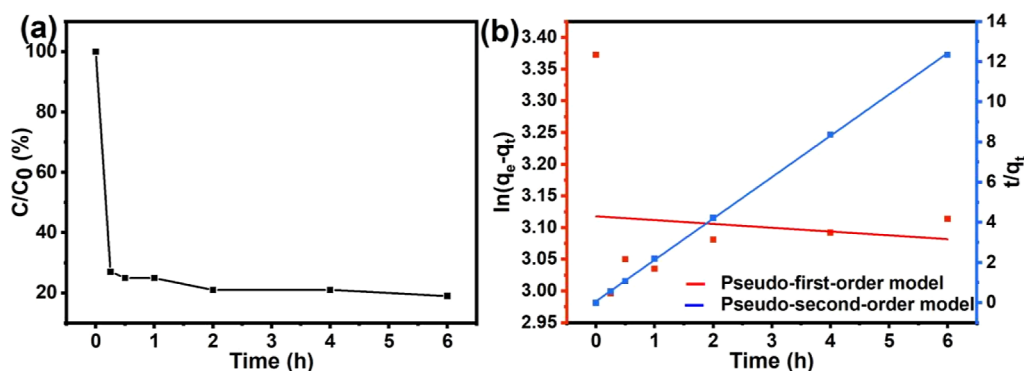 (a)
100
80
60
40
20
C/C0 (%)
0 1 2 3 4 5 6
Time (h)
(b)
3.40
3.35
3.30
3.25
3.20
3.15
3.10
3.05
3.00
2.95
ln(qe-qt)
14
12
10
8
6
4
2
0
t/qt
Pseudo-first-order model
Pseudo-second-order model
0 1 2 3 4 5 6
Time (h)